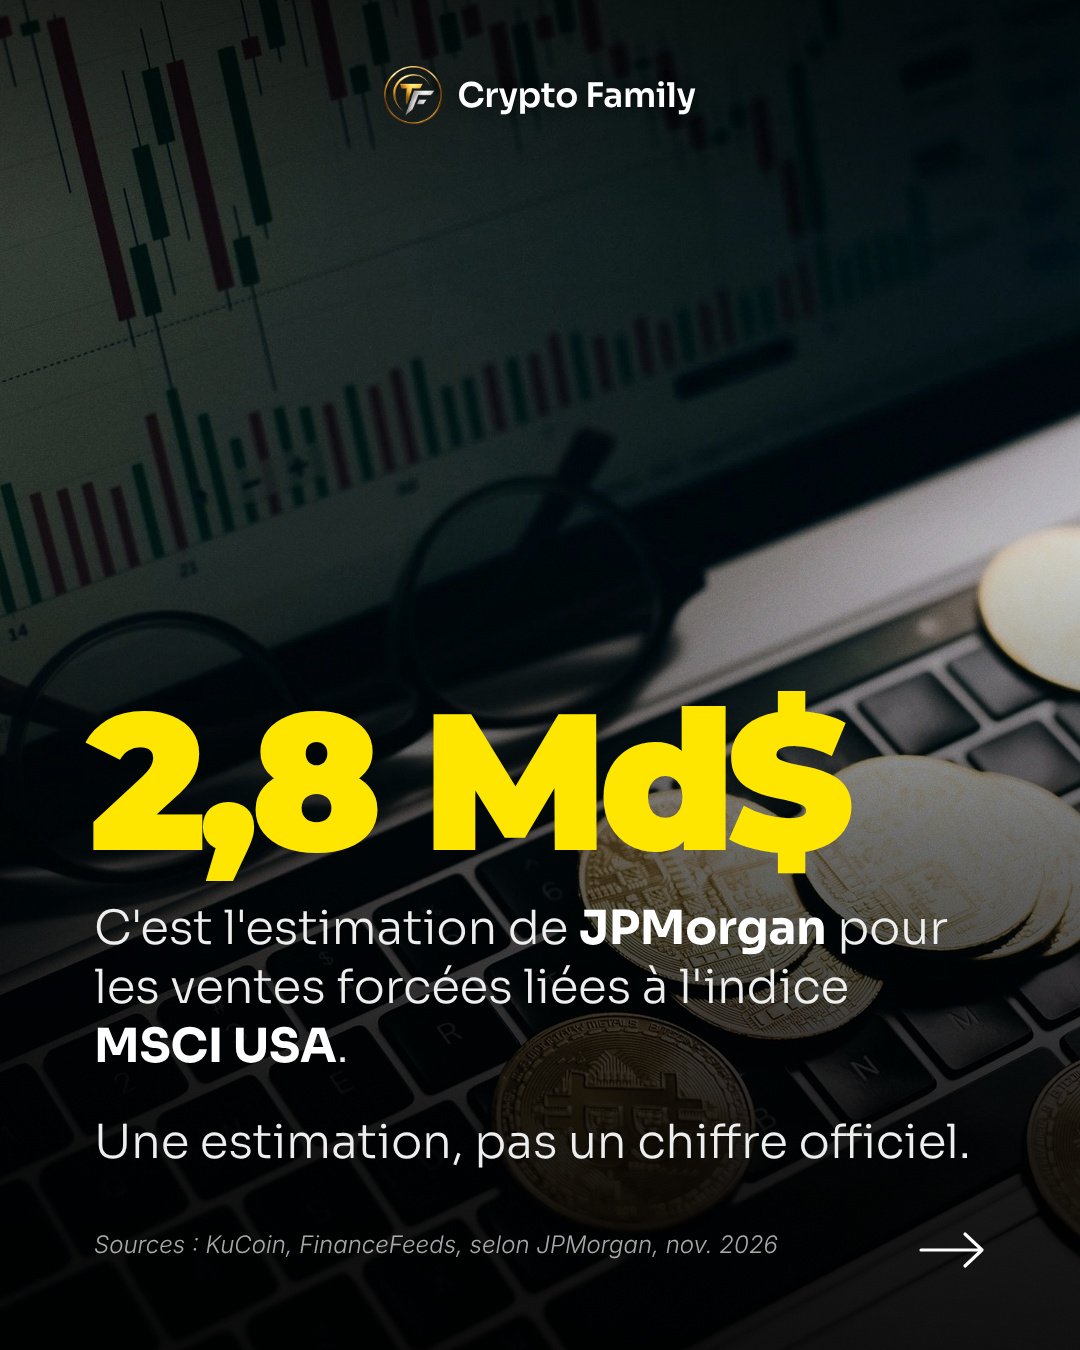 Crypto Family
2,8 Md$
C'est l'estimation de JPMorgan pour
les ventes forcées liées à l'indice
MSCI USA.
Une estimation, pas un chiffre officiel.
Sources : KuCoin, FinanceFeeds, selon JPMorgan, nov. 2026